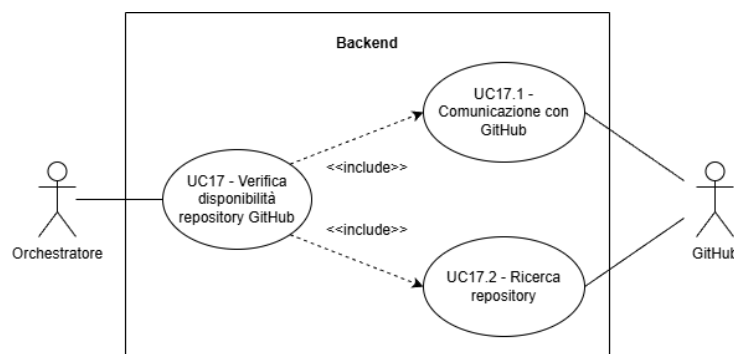 Backend
UC17.1 -
Comunicazione con
GitHub
<<include>>
UC17 - Verifica
disponibilità
repository GitHub
Orchestratore
GitHub
<<include>>
UC17.2 - Ricerca
repository